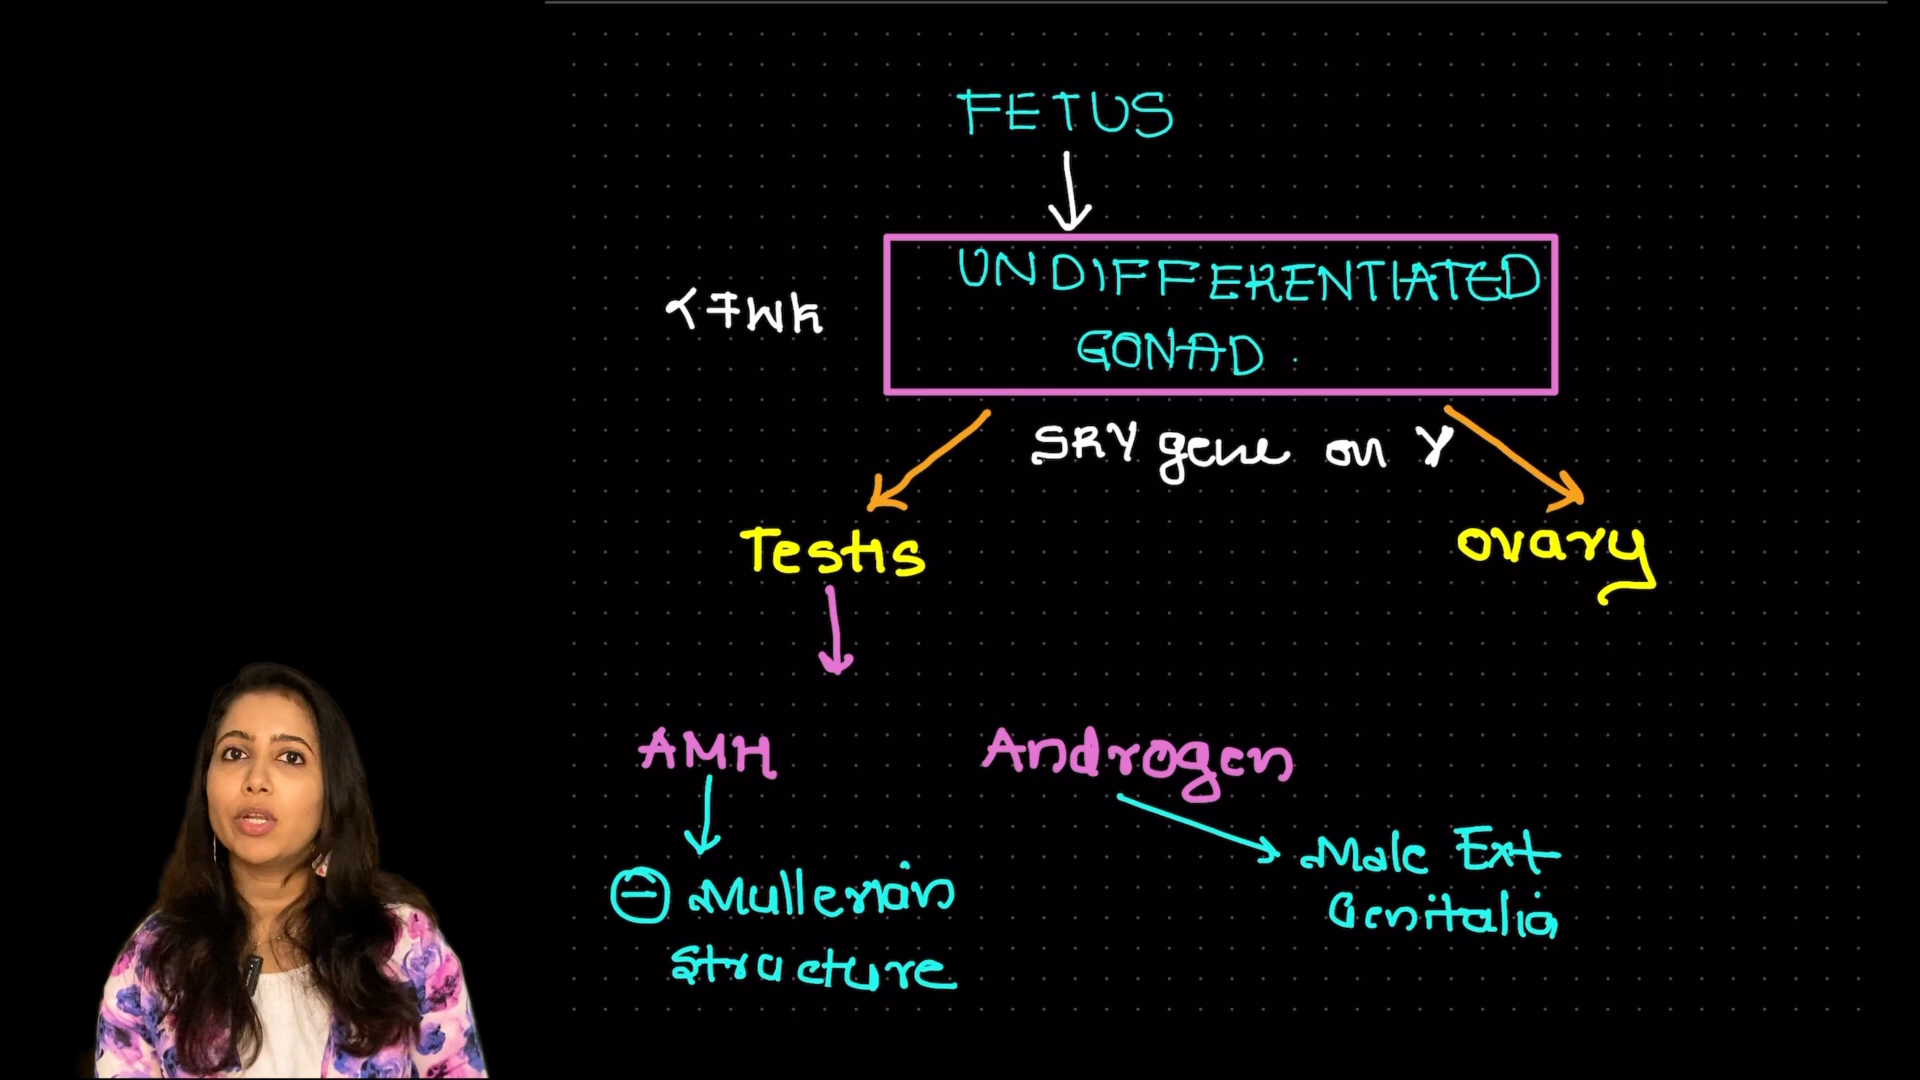 FETUS
<7WK
UNDIFFERENTIATED
GONAD .
SRY gene on Y
Testis
ovary
AMH
Androgen
⊖ Mullerian
structure
Male Ext
Genitalia